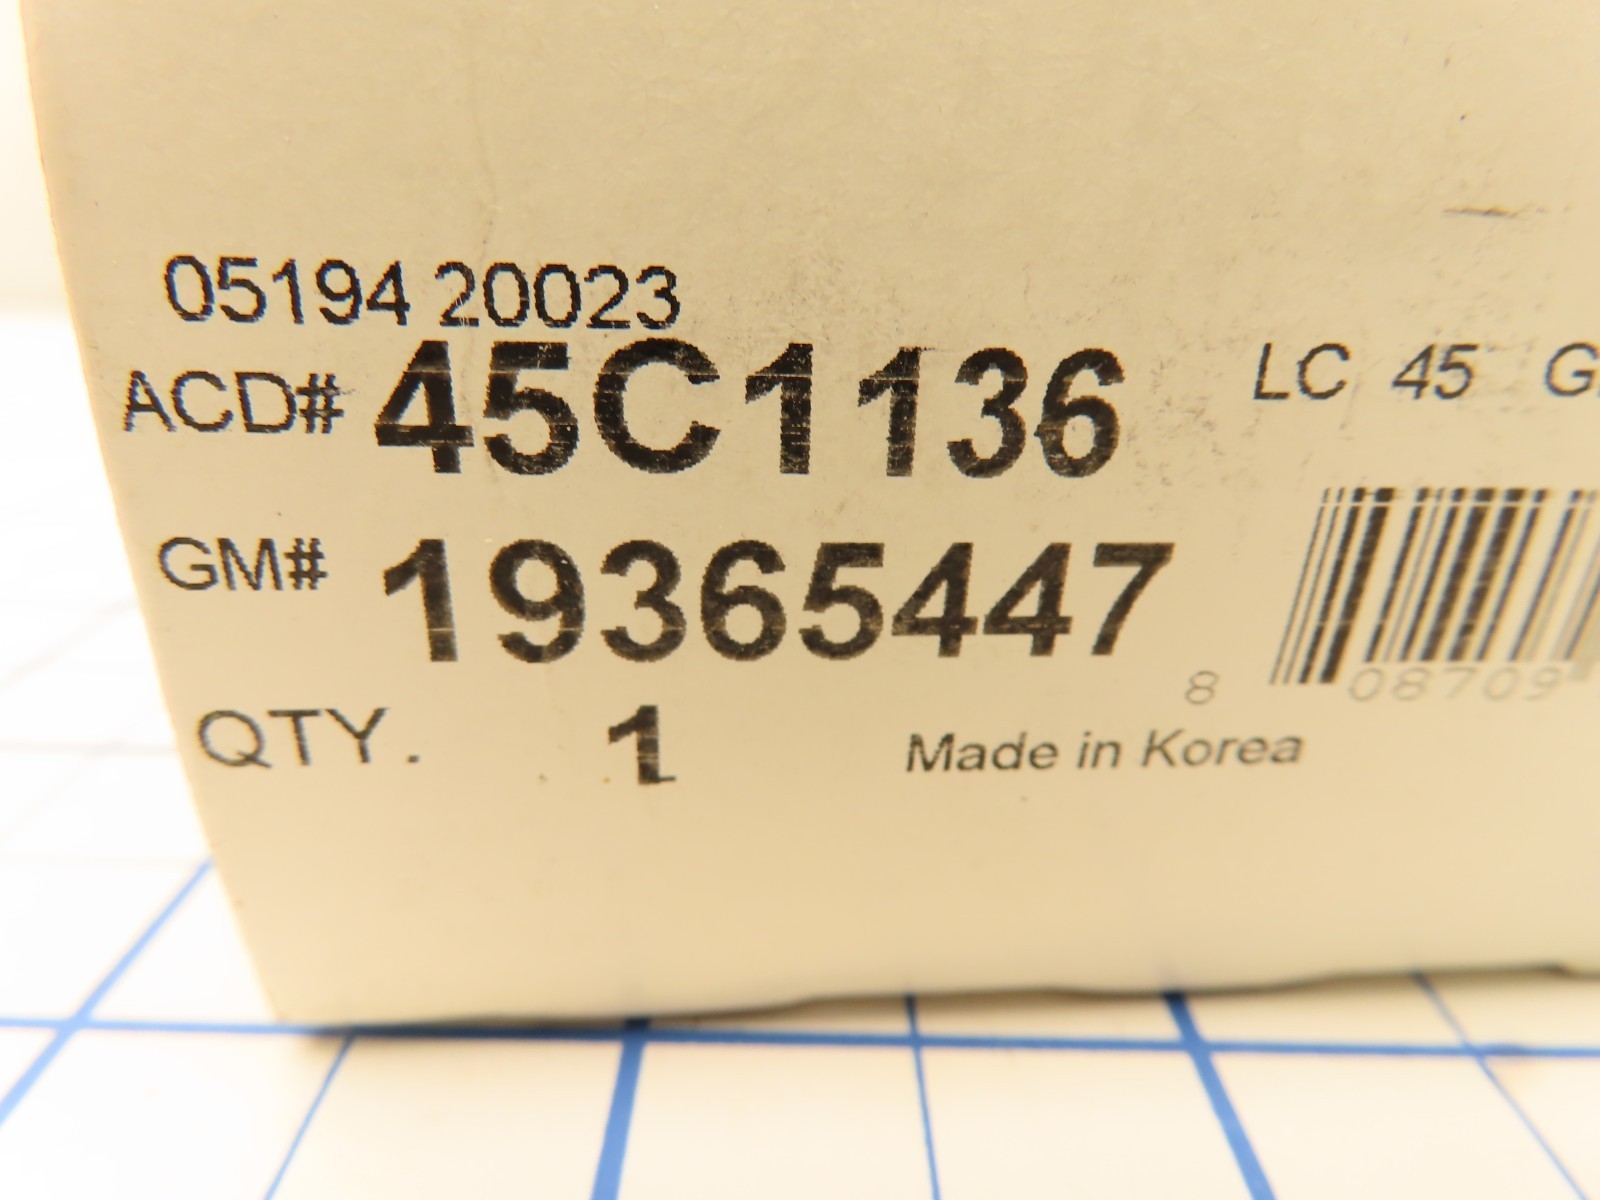 05194 20023
ACD# 45C1136 LC 45
GM# 19365447
8 08709
QTY. 1 Made in Korea